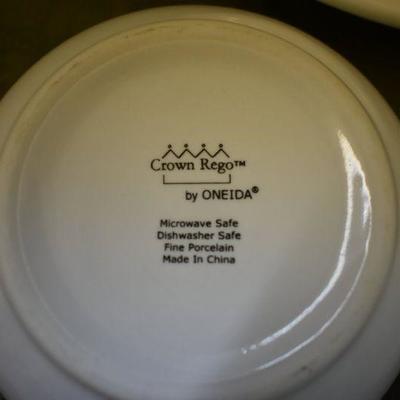 Crown Rego™
by ONEIDA®
Microwave Safe
Dishwasher Safe
Fine Porcelain
Made In China